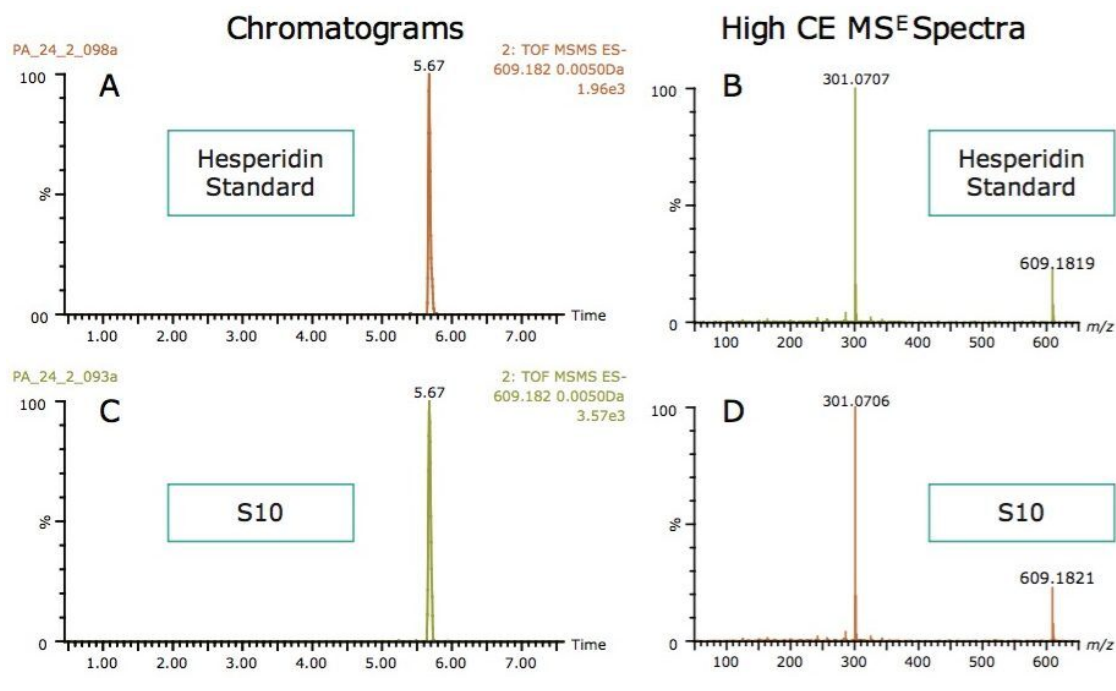 Chromatograms
High CE MSᴱ Spectra
PA_24_2_098a
2: TOF MSMS ES-
609.182 0.0050Da
1.96e3
A
5.67
100
%
00
Hesperidin
Standard
1.00 2.00 3.00 4.00 5.00 6.00 7.00
Time
B
301.0707
100
%
0
Hesperidin
Standard
609.1819
100 200 300 400 500 600
m/z
PA_24_2_093a
2: TOF MSMS ES-
609.182 0.0050Da
3.57e3
C
5.67
100
%
0
S10
1.00 2.00 3.00 4.00 5.00 6.00 7.00
Time
D
301.0706
100
%
0
S10
609.1821
100 200 300 400 500 600
m/z